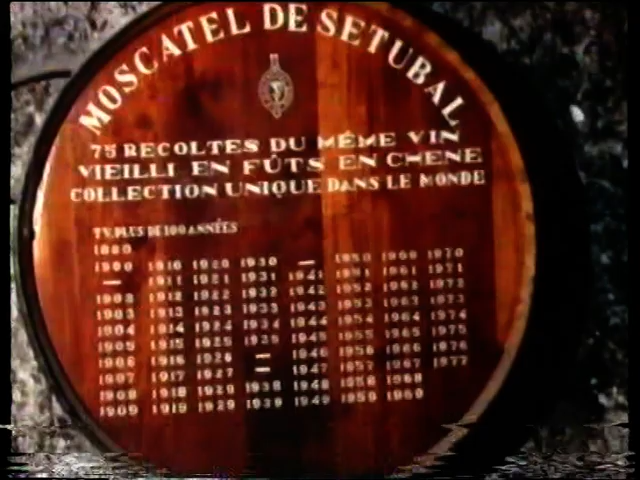 MOSCATEL DE SETUBAL
75 RECOLTES DU MÊME VIN
VIEILLI EN FÛTS EN CHENE
COLLECTION UNIQUE DANS LE MONDE
T.V. PLUS DE 100 ANNÉES
1880
1900 1910 1920 1930 — 1950 1960 1970
— 1911 1921 1931 1941 1951 1961 1971
1902 1912 1922 1932 1942 1952 1962 1972
1903 1913 1923 1933 1943 1953 1963 1973
1904 1914 1924 1934 1944 1954 1964 1974
1905 1915 1925 1935 1945 1955 1965 1975
1906 1916 1926 — 1946 1956 1966 1976
1907 1917 1927 — 1947 1957 1967 1977
1908 1918 1928 1938 1948 1958 1968
1909 1919 1929 1939 1949 1959 1969